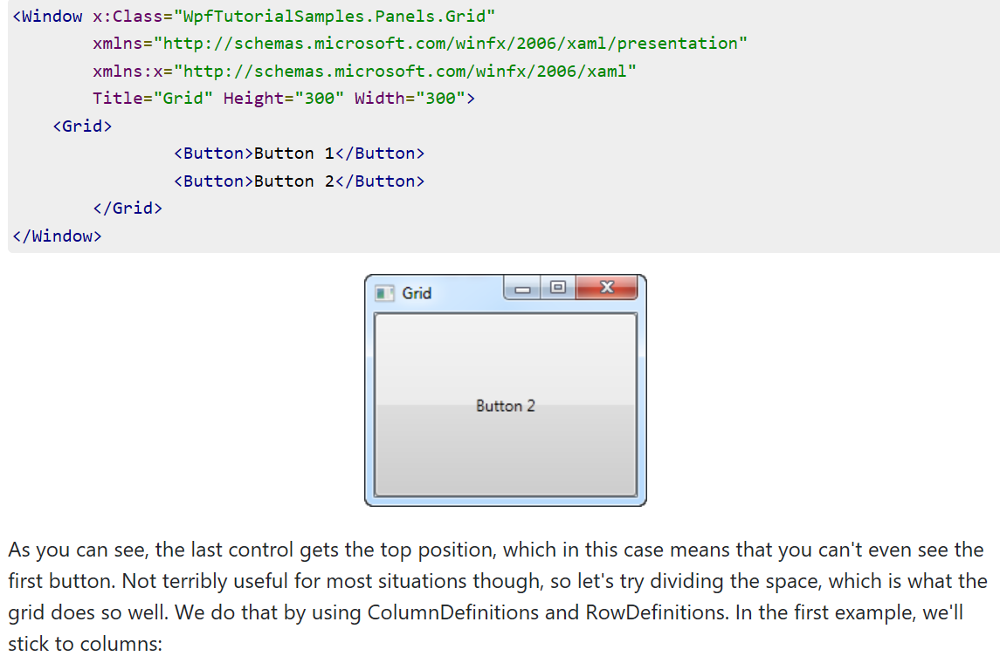 <Window x:Class="WpfTutorialSamples.Panels.Grid"
xmlns="http://schemas.microsoft.com/winfx/2006/xaml/presentation"
xmlns:x="http://schemas.microsoft.com/winfx/2006/xaml"
Title="Grid" Height="300" Width="300">
<Grid>
<Button>Button 1</Button>
<Button>Button 2</Button>
</Grid>
</Window>
Grid
Button 2
As you can see, the last control gets the top position, which in this case means that you can't even see the
first button. Not terribly useful for most situations though, so let's try dividing the space, which is what the
grid does so well. We do that by using ColumnDefinitions and RowDefinitions. In the first example, we'll
stick to columns: